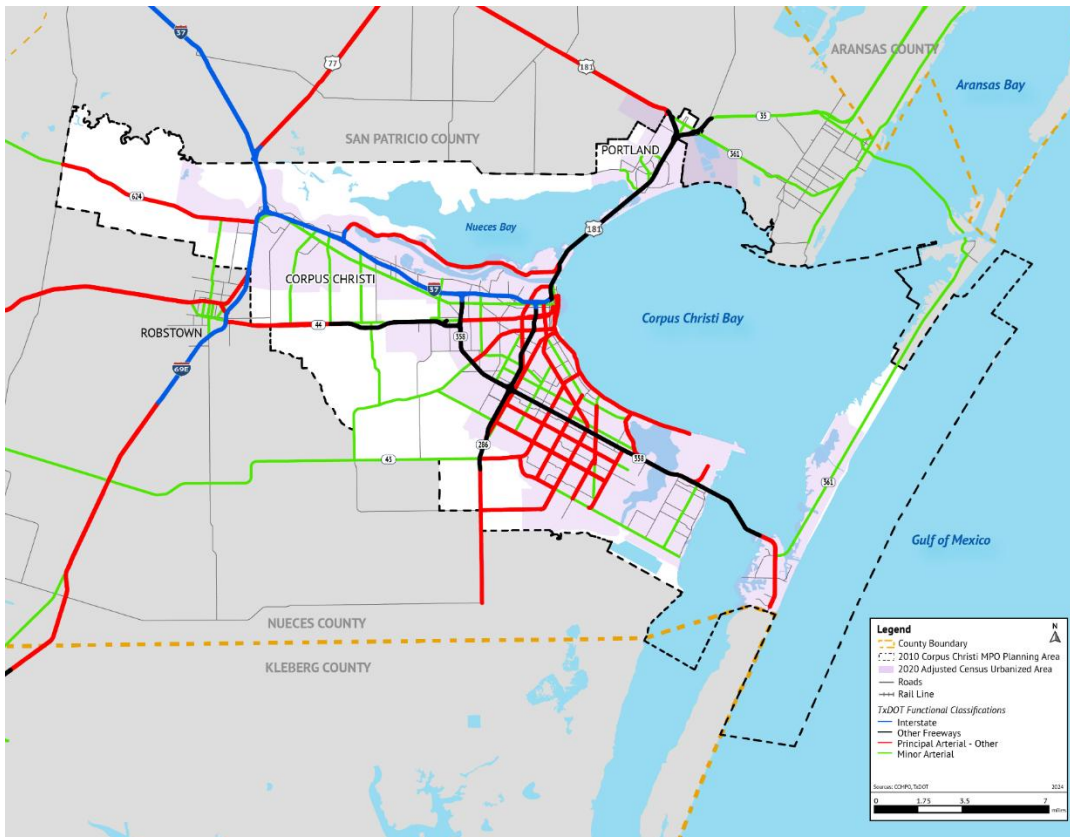 37
77
181
ARANSAS COUNTY
Aransas Bay
SAN PATRICIO COUNTY
PORTLAND
35
361
624
Nueces Bay
181
CORPUS CHRISTI
37
Corpus Christi Bay
ROBSTOWN
44
358
69E
286
43
358
361
Gulf of Mexico
NUECES COUNTY
KLEBERG COUNTY
Legend
N
County Boundary
2010 Corpus Christi MPO Planning Area
2020 Adjusted Census Urbanized Area
Roads
Rail Line
TxDOT Functional Classifications
Interstate
Other Freeways
Principal Arterial - Other
Minor Arterial
Sources: CCMPO, TxDOT 2024
0 1.75 3.5 7
miles